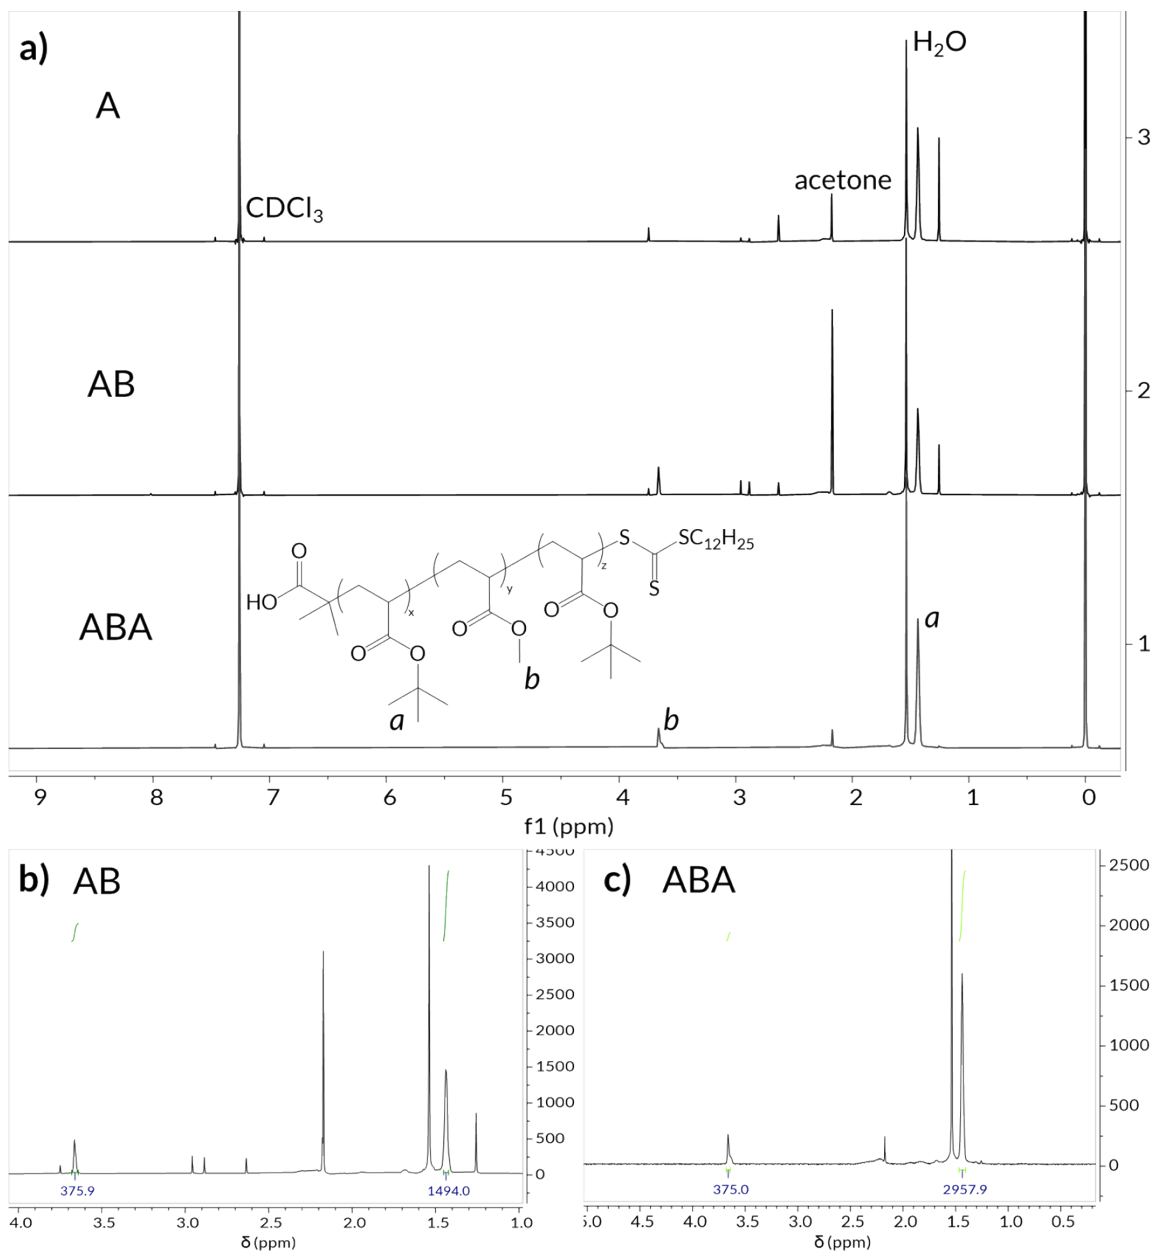 a)
A
H₂O
3
acetone
CDCl₃
AB
2
O
S
SC₁₂H₂₅
HO
x
y
z
S
O
O
O
O
O
ABA
b
a
a
b
1
9 8 7 6 5 4 3 2 1 0
f1 (ppm)
b) AB
4500
4000
3500
3000
2500
2000
1500
1000
500
0
375.9 1494.0
4.0 3.5 3.0 2.5 2.0 1.5 1.0
δ (ppm)
c) ABA
2500
2000
1500
1000
500
0
375.0 2957.9
5.0 4.0 3.5 3.0 2.5 2.0 1.5 1.0 0.5
δ (ppm)